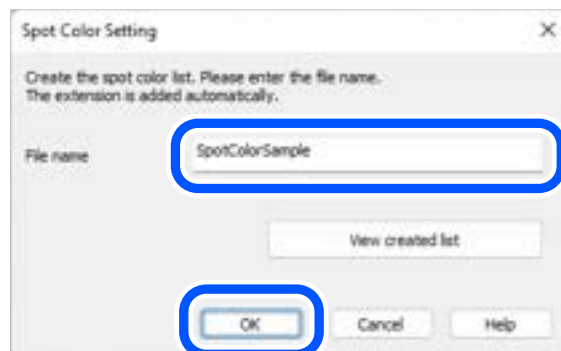 Spot Color Setting
Create the spot color list. Please enter the file name.
The extension is added automatically.
File name
SpotColorSample
View created list
OK
Cancel
Help